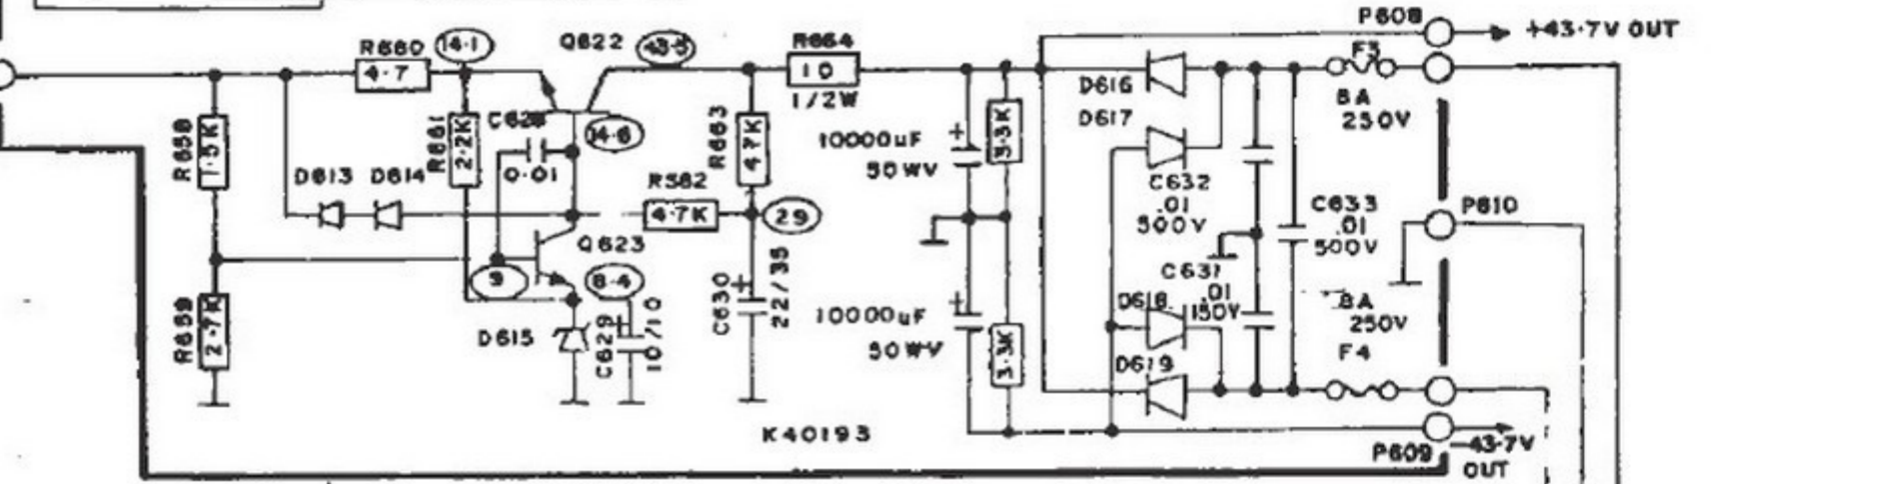 R660
4.7
14.1
Q622
43.5
R664
10
1/2W
P608
+43.7V OUT
F3
8A
250V
D616
D617
R658
1.5K
R661
2.2K
0.01
14.6
R663
47K
10000uF
50WV
3.3K
D613
D614
R562
4.7K
29
C632
.01
500V
C633
.01
500V
P610
Q623
9
8.4
R659
2.7K
D615
C629
10/10
C630
22/35
10000uF
50WV
3.3K
C631
.01
150V
D618
D619
8A
250V
F4
K40193
P609
-43.7V
OUT